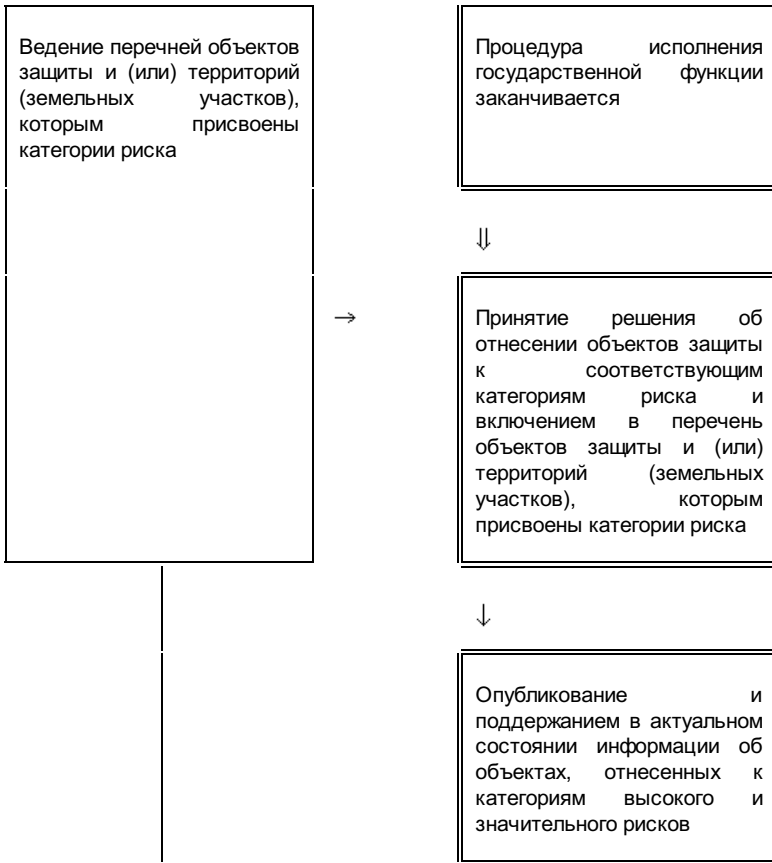 Ведение перечней объектов
защиты и (или) территорий
(земельных участков),
которым присвоены
категории риска
Процедура исполнения
государственной функции
заканчивается
⇓
→
Принятие решения об
отнесении объектов защиты
к соответствующим
категориям риска и
включением в перечень
объектов защиты и (или)
территорий (земельных
участков), которым
присвоены категории риска
↓
Опубликование и
поддержанием в актуальном
состоянии информации об
объектах, отнесенных к
категориям высокого и
значительного рисков